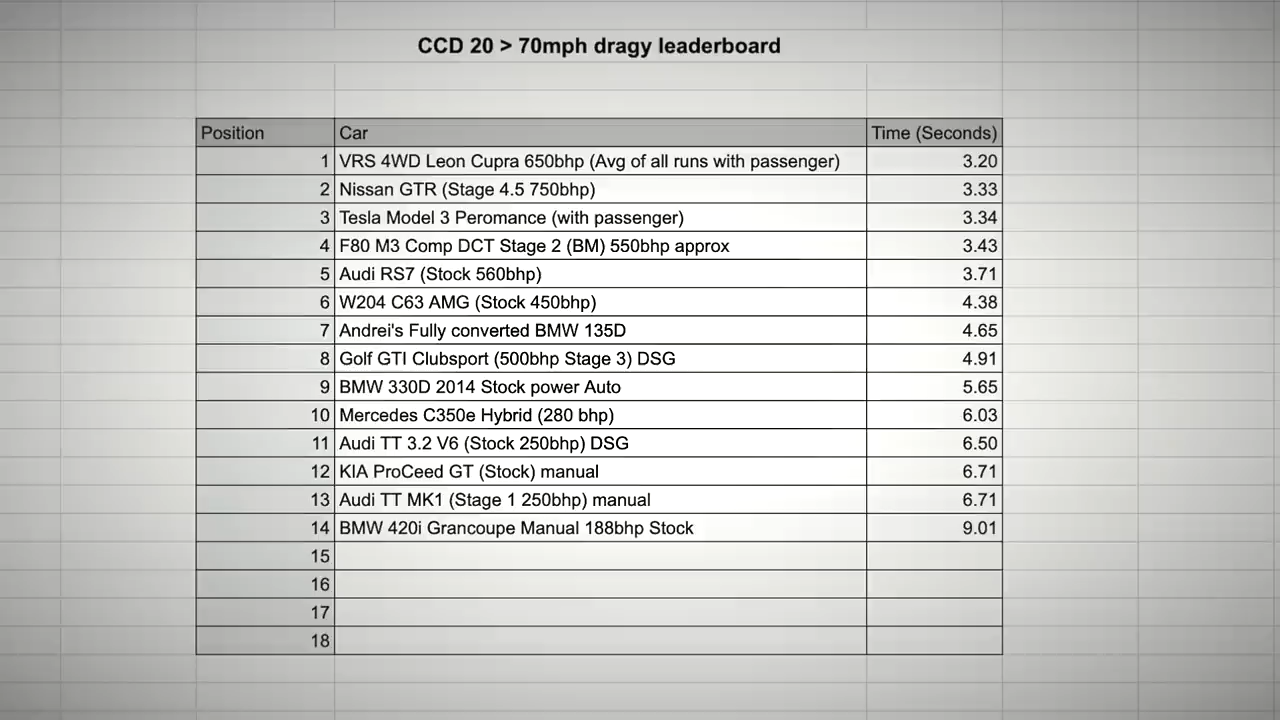 CCD 20 > 70mph dragy leaderboard
Position Car Time (Seconds)
1 VRS 4WD Leon Cupra 650bhp (Avg of all runs with passenger) 3.20
2 Nissan GTR (Stage 4.5 750bhp) 3.33
3 Tesla Model 3 Peromance (with passenger) 3.34
4 F80 M3 Comp DCT Stage 2 (BM) 550bhp approx 3.43
5 Audi RS7 (Stock 560bhp) 3.71
6 W204 C63 AMG (Stock 450bhp) 4.38
7 Andrei's Fully converted BMW 135D 4.65
8 Golf GTI Clubsport (500bhp Stage 3) DSG 4.91
9 BMW 330D 2014 Stock power Auto 5.65
10 Mercedes C350e Hybrid (280 bhp) 6.03
11 Audi TT 3.2 V6 (Stock 250bhp) DSG 6.50
12 KIA ProCeed GT (Stock) manual 6.71
13 Audi TT MK1 (Stage 1 250bhp) manual 6.71
14 BMW 420i Grancoupe Manual 188bhp Stock 9.01
15
16
17
18